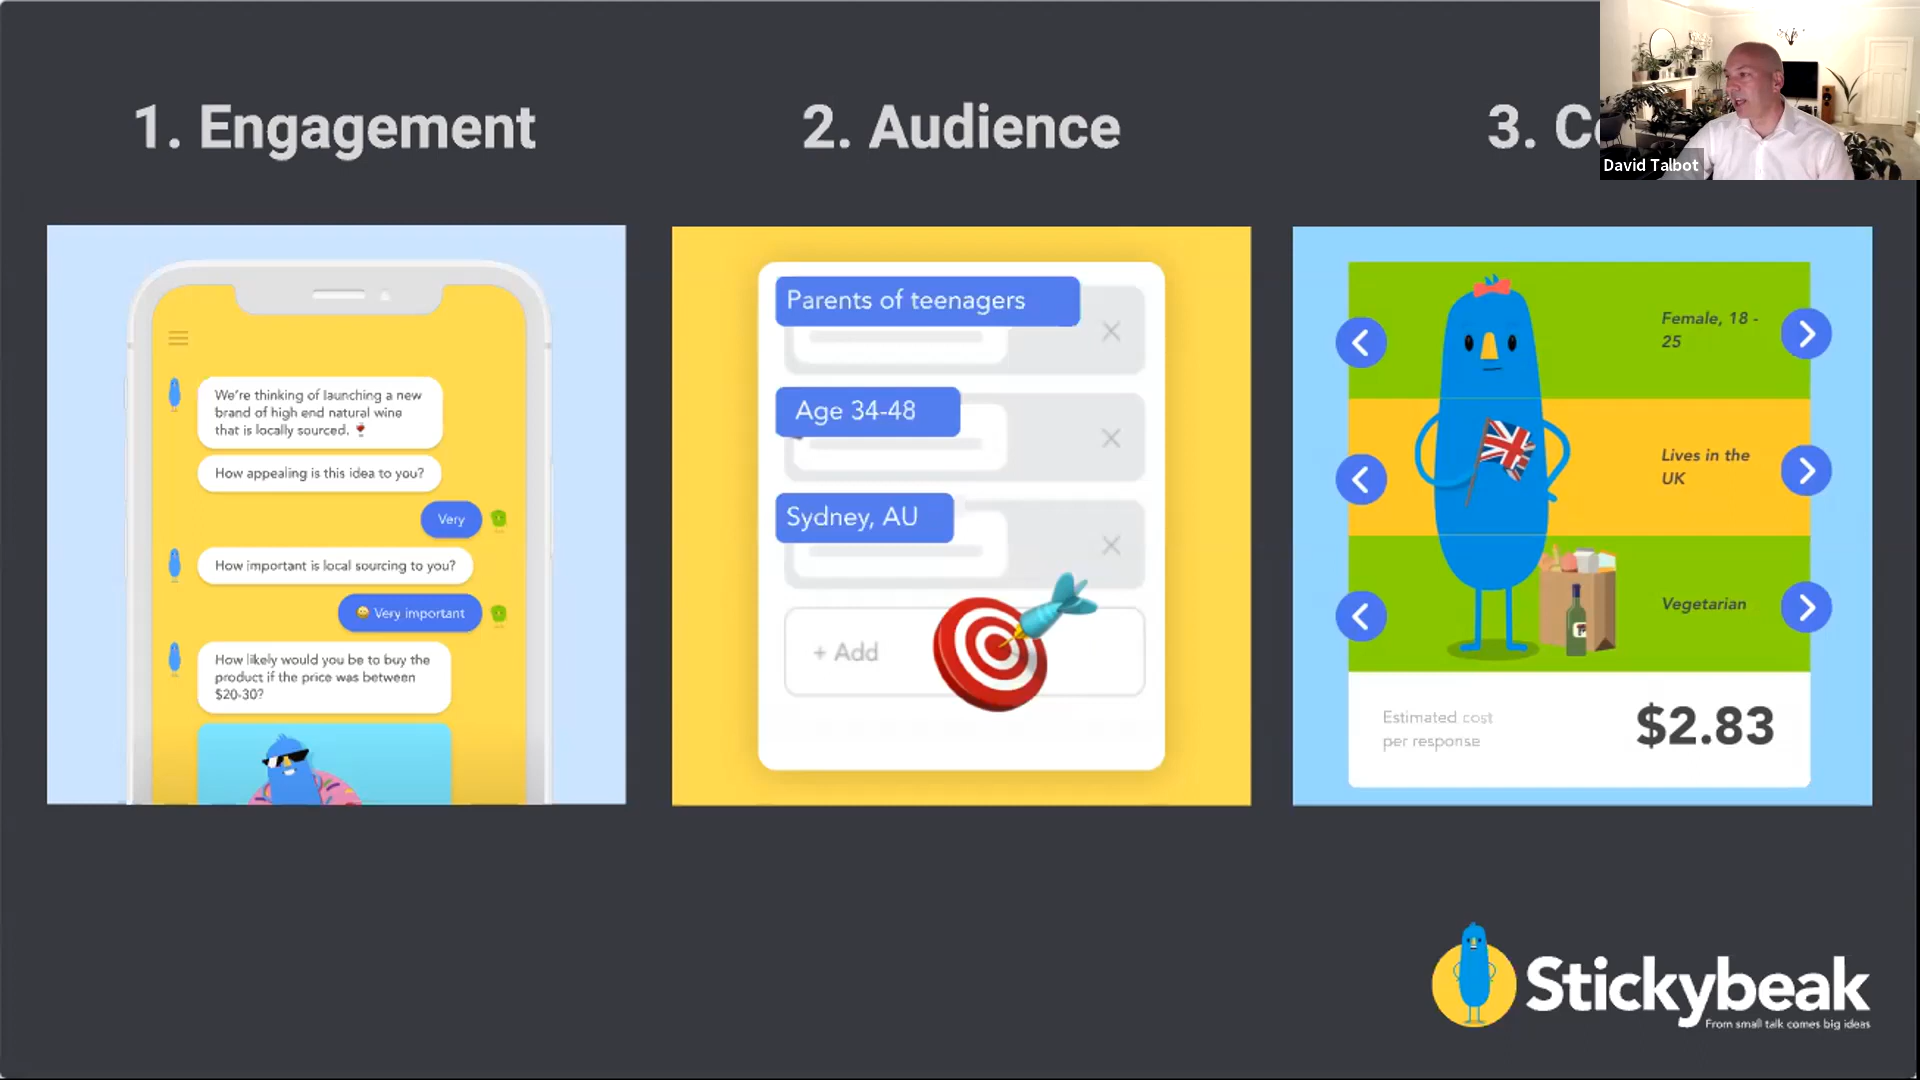 1. Engagement
We're thinking of launching a new
brand of high end natural wine
that is locally sourced. 🍷
How appealing is this idea to you?
Very
How important is local sourcing to you?
😀 Very important
How likely would you be to buy the
product if the price was between
$20-30?
2. Audience
Parents of teenagers
Age 34-48
Sydney, AU
+ Add
3. C
David Talbot
Female, 18 -
25
Lives in the
UK
Vegetarian
Estimated cost
per response
$2.83
Stickybeak
From small talk comes big ideas